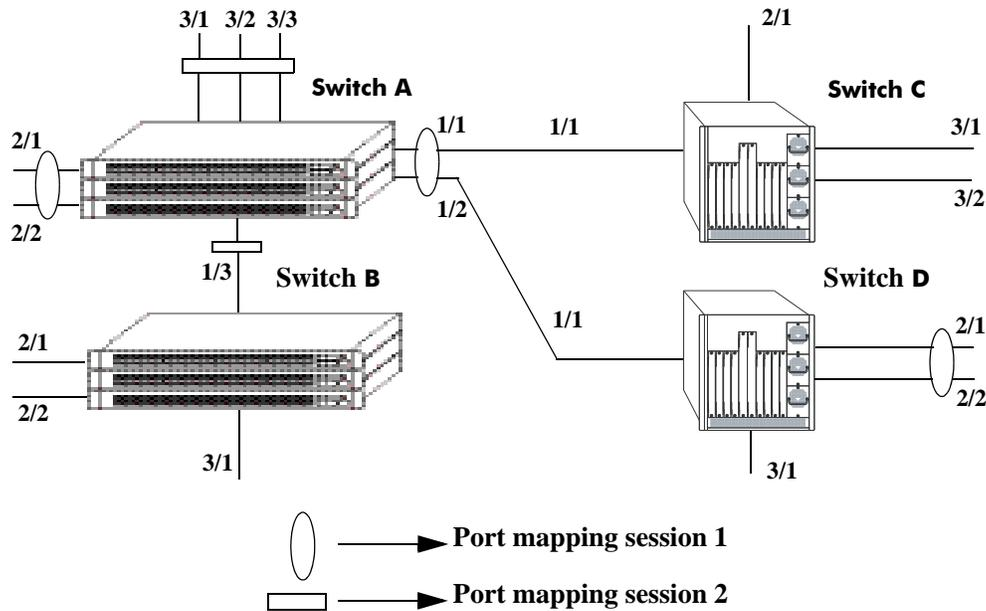 3/1 3/2 3/3
2/1
Switch A
Switch C
2/1
1/1
1/1
3/1
1/2
3/2
2/2
1/3
Switch B
Switch D
2/1
1/1
2/1
2/2
2/2
3/1
3/1
Port mapping session 1
Port mapping session 2